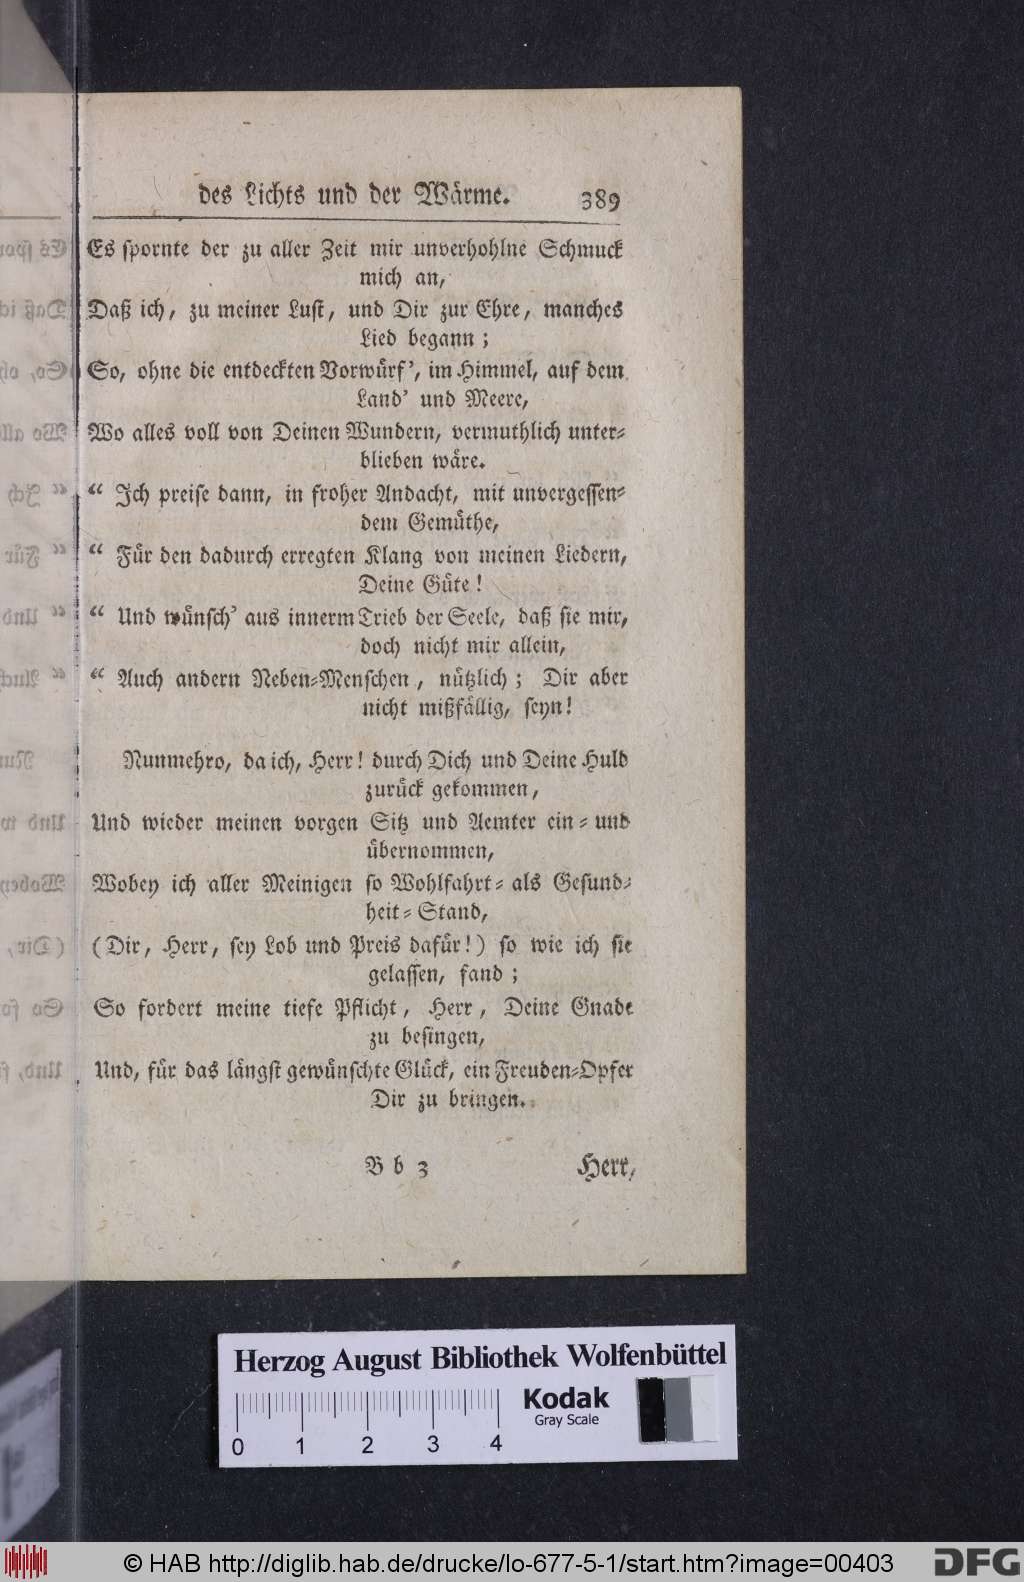 des Lichts und der Wärme. 389
Es spornte der zu aller Zeit mir unverhohlne Schmuck
mich an,
Daß ich, zu meiner Lust, und Dir zur Ehre, manches
Lied begann;
So, ohne die entdeckten Vorwürf', im Himmel, auf dem
Land' und Meere,
Wo alles voll von Deinen Wundern, vermuthlich unter-
blieben wäre.
“ Ich preise dann, in froher Andacht, mit unvergessen-
dem Gemüthe,
“ Für den dadurch erregten Klang von meinen Liedern,
Deine Güte!
“ Und wünsch' aus innerm Trieb der Seele, daß sie mir,
doch nicht mir allein,
“ Auch andern Neben-Menschen, nützlich; Dir aber
nicht mißfällig, seyn!
Nunmehro, da ich, Herr! durch Dich und Deine Huld
zurück gekommen,
Und wieder meinen vorgen Sitz und Aemter ein- und
übernommen,
Wobey ich aller Meinigen so Wohlfahrt- als Gesund-
heit-Stand,
(Dir, Herr, sey Lob und Preis dafür!) so wie ich sie
gelassen, fand;
So fordert meine tiefe Pflicht, Herr, Deine Gnade
zu besingen,
Und, für das längst gewünschte Glück, ein Freuden-Opfer
Dir zu bringen.
B b 3 Herr,
Herzog August Bibliothek Wolfenbüttel
Kodak
Gray Scale
0 1 2 3 4
© HAB http://diglib.hab.de/drucke/lo-677-5-1/start.htm?image=00403
DFG